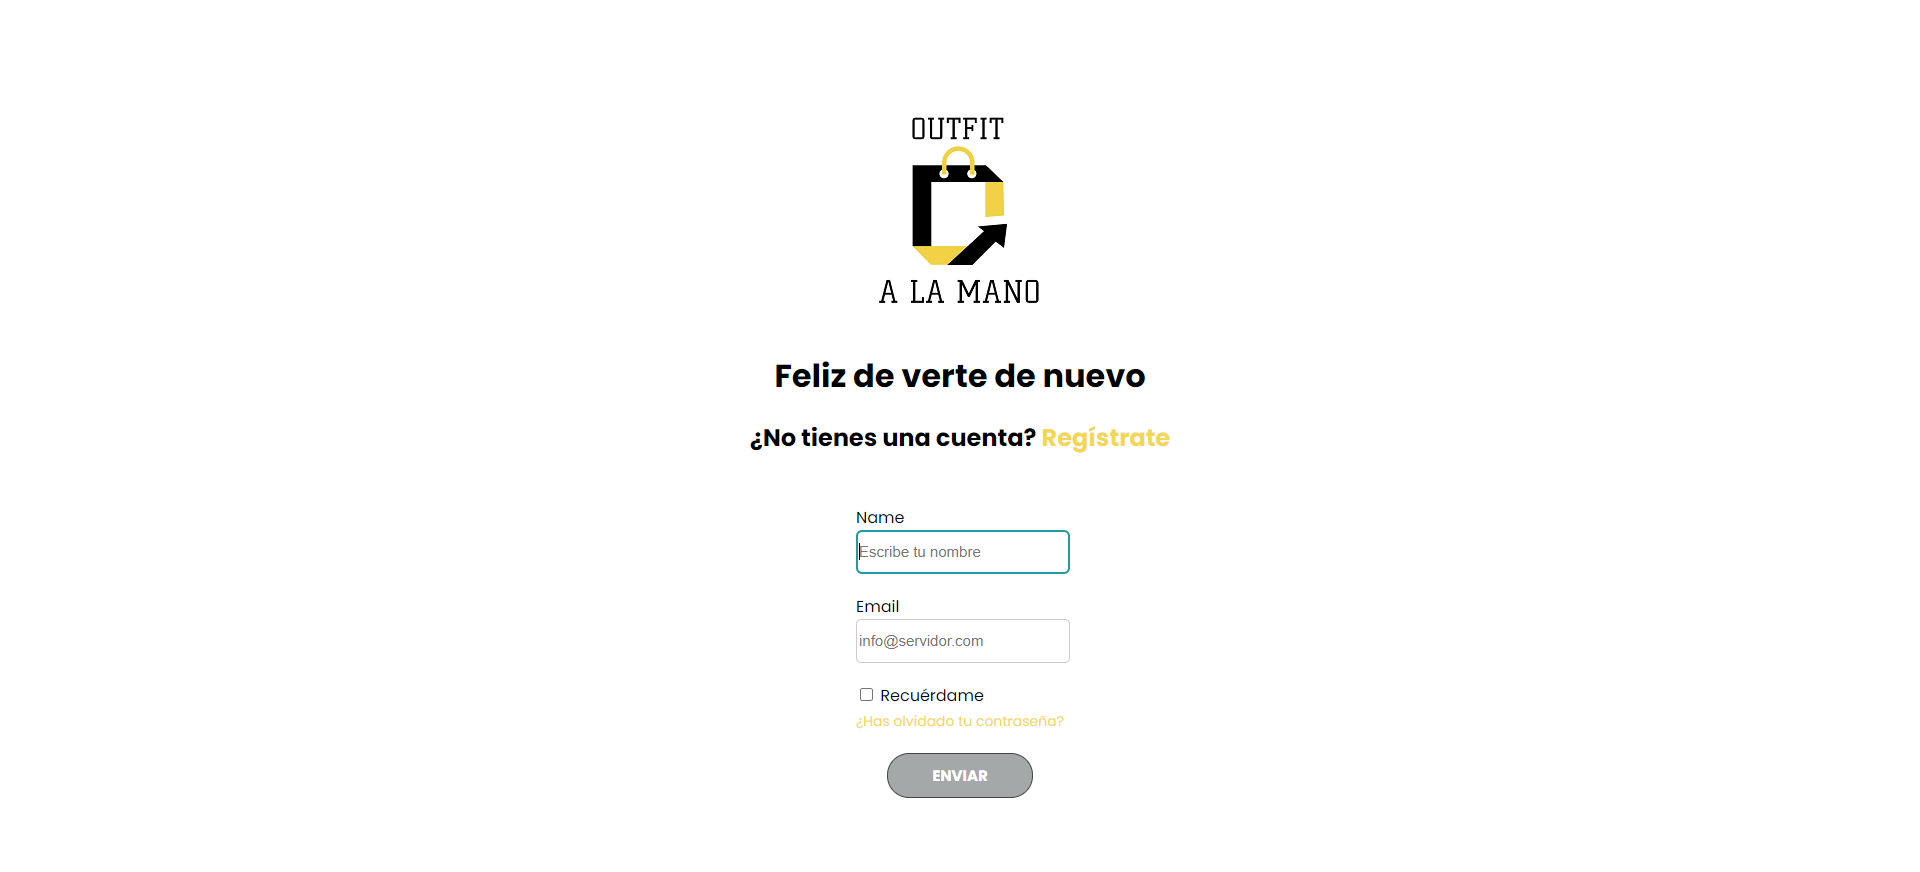 OUTFIT
A LA MANO
Feliz de verte de nuevo
¿No tienes una cuenta? Regístrate
Name
Escribe tu nombre
Email
info@servidor.com
Recuérdame
¿Has olvidado tu contraseña?
ENVIAR